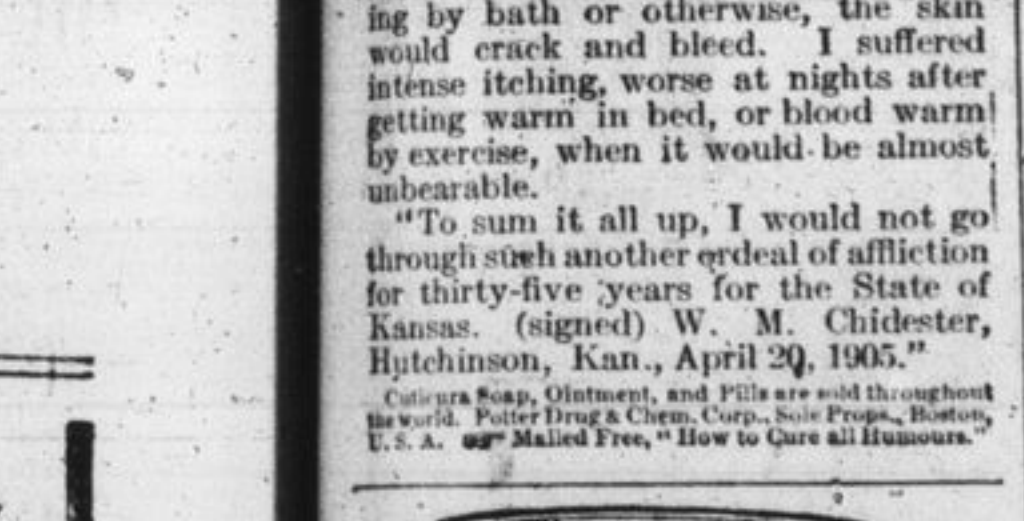 ing by bath or otherwise, the skin
would crack and bleed. I suffered
intense itching, worse at nights after
getting warm in bed, or blood warm
by exercise, when it would be almost
unbearable.
"To sum it all up, I would not go
through such another ordeal of affliction
for thirty-five years for the State of
Kansas. (signed) W. M. Chidester,
Hutchinson, Kan., April 20, 1905."
Cuticura Soap, Ointment, and Pills are sold throughout
the world. Potter Drug & Chem. Corp., Sole Props., Boston,
U. S. A. ☞ Mailed Free, "How to Cure all Humours."